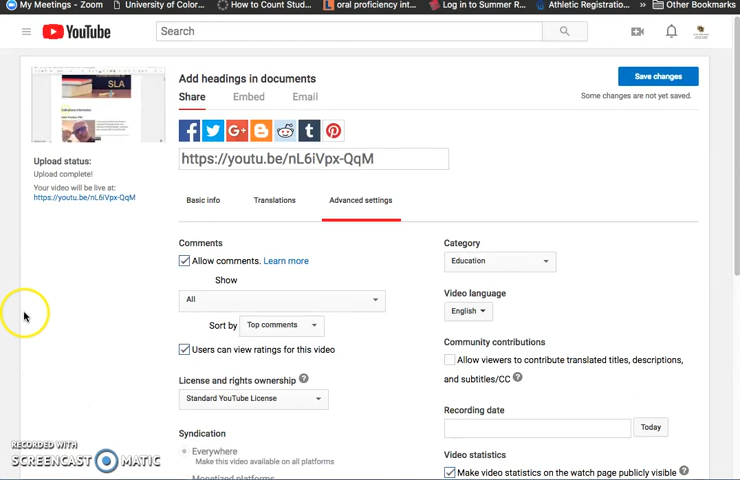 My Meetings – Zoom University of Color... How to Count Stud... oral proficiency int... Log in to Summer R... Athletic Registratio... » Other Bookmarks
YouTube Search
SLA
Add headings in documents Save changes
Share Embed Email Some changes are not yet saved.
https://youtu.be/nL6iVpx-QqM
Upload status:
Upload complete!
Your video will be live at:
https://youtu.be/nL6iVpx-QqM
Basic info Translations Advanced settings
Comments Category
Allow comments. Learn more Education
Show
All
Video language
English
Sort by Top comments
Users can view ratings for this video
Community contributions
Allow viewers to contribute translated titles, descriptions,
and subtitles/CC ?
License and rights ownership ?
Standard YouTube License
Recording date
Today
Syndication
Everywhere
Make this video available on all platforms
Monetized platforms
Video statistics
Make video statistics on the watch page publicly visible ?
RECORDED WITH
SCREENCAST MATIC